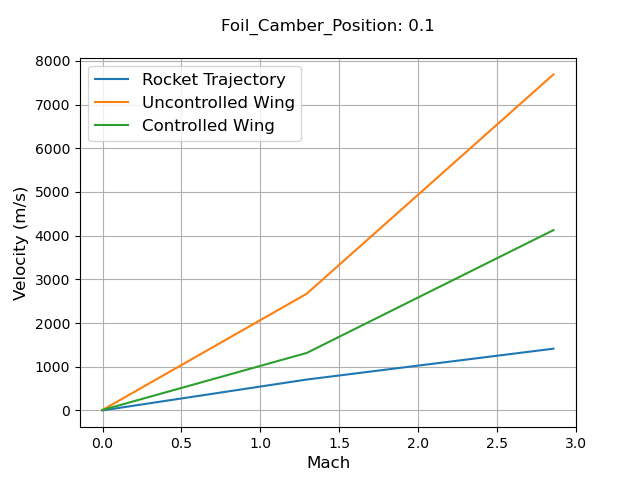 Foil_Camber_Position: 0.1
8000
7000
6000
5000
4000
3000
2000
1000
0
Velocity (m/s)
Rocket Trajectory
Uncontrolled Wing
Controlled Wing
0.0 0.5 1.0 1.5 2.0 2.5 3.0
Mach